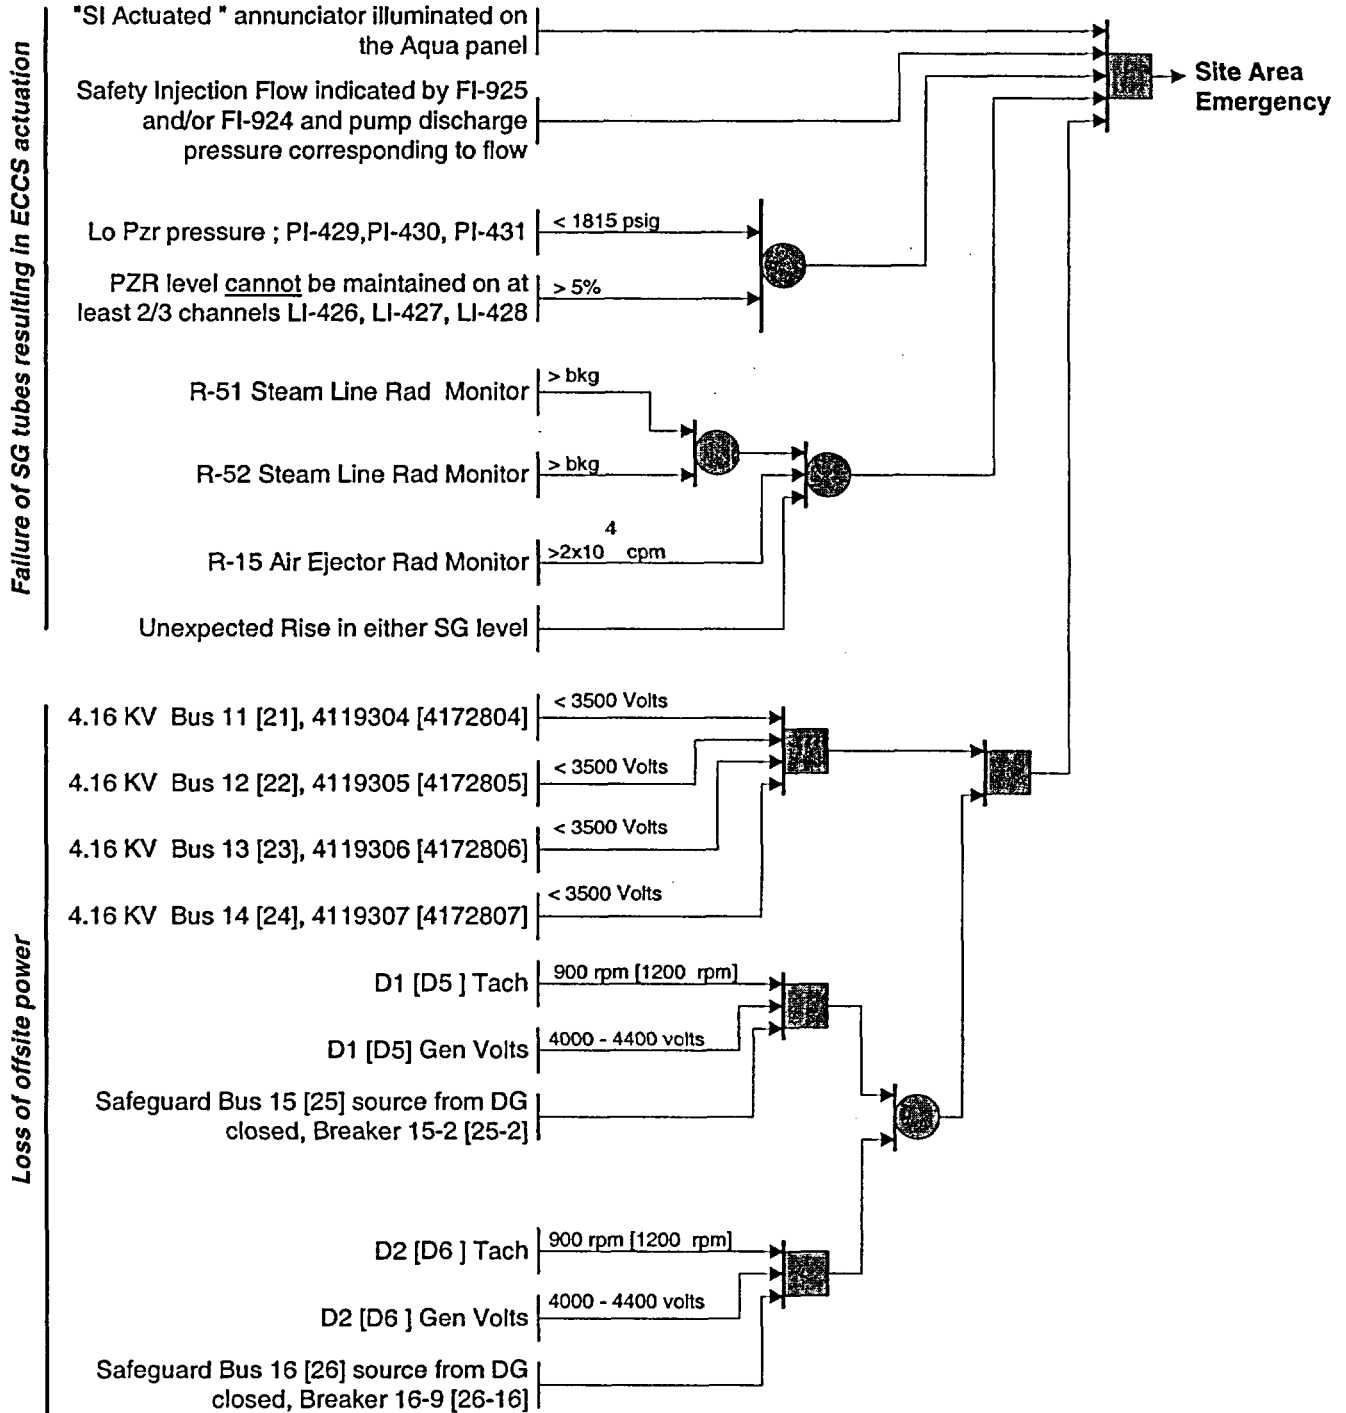 Failure of SG tubes resulting in ECCS actuation
"SI Actuated " annunciator illuminated on
the Aqua panel
Safety Injection Flow indicated by FI-925
and/or FI-924 and pump discharge
pressure corresponding to flow
Lo Pzr pressure ; PI-429,PI-430, PI-431
< 1815 psig
PZR level cannot be maintained on at
least 2/3 channels LI-426, LI-427, LI-428
> 5%
R-51 Steam Line Rad Monitor
> bkg
R-52 Steam Line Rad Monitor
> bkg
R-15 Air Ejector Rad Monitor
>2x10 4 cpm
Unexpected Rise in either SG level
Site Area
Emergency
Loss of offsite power
4.16 KV Bus 11 [21], 4119304 [4172804]
< 3500 Volts
4.16 KV Bus 12 [22], 4119305 [4172805]
< 3500 Volts
4.16 KV Bus 13 [23], 4119306 [4172806]
< 3500 Volts
4.16 KV Bus 14 [24], 4119307 [4172807]
< 3500 Volts
D1 [D5 ] Tach
900 rpm [1200 rpm]
D1 [D5] Gen Volts
4000 - 4400 volts
Safeguard Bus 15 [25] source from DG
closed, Breaker 15-2 [25-2]
D2 [D6 ] Tach
900 rpm [1200 rpm]
D2 [D6 ] Gen Volts
4000 - 4400 volts
Safeguard Bus 16 [26] source from DG
closed, Breaker 16-9 [26-16]